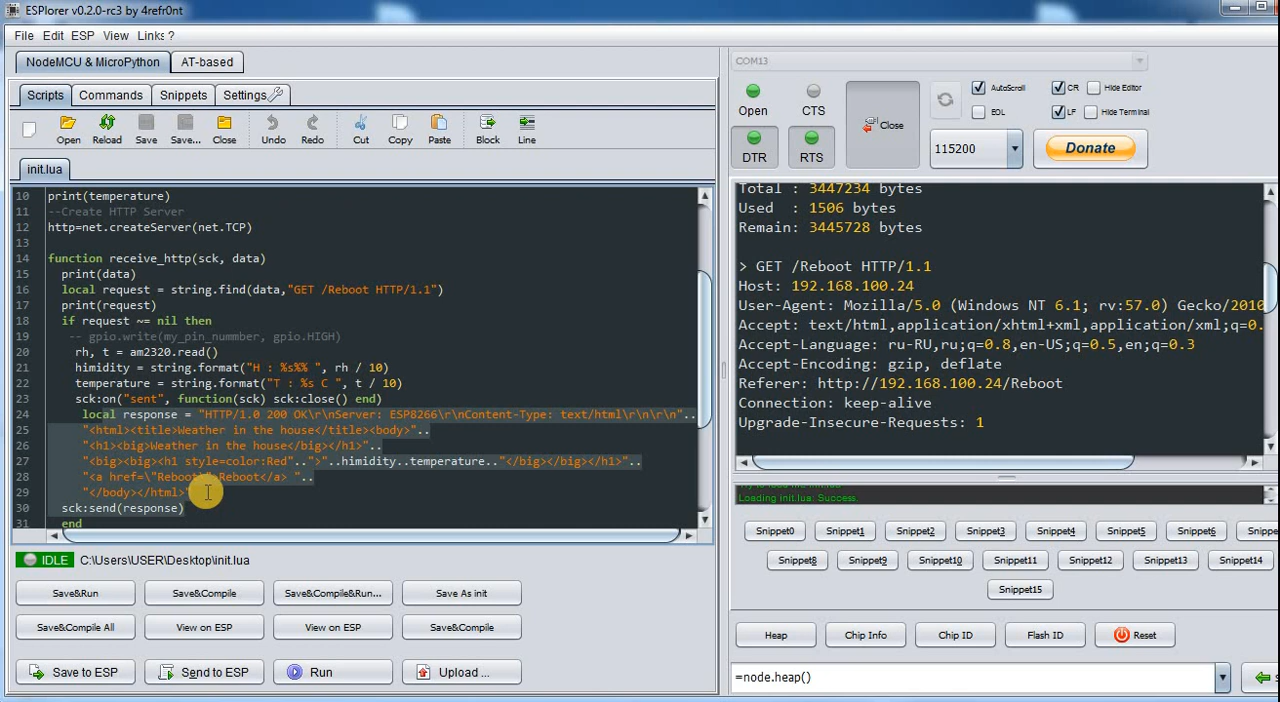 ESPlorer v0.2.0-rc3 by 4refr0nt
File Edit ESP View Links ?
NodeMCU & MicroPython AT-based
Scripts Commands Snippets Settings
Open Reload Save Save... Close Undo Redo Cut Copy Paste Block Line
init.lua
10 print(temperature)
11 --Create HTTP Server
12 http=net.createServer(net.TCP)
13
14 function receive_http(sck, data)
15 print(data)
16 local request = string.find(data,"GET /Reboot HTTP/1.1")
17 print(request)
18 if request ~= nil then
19 -- gpio.write(my_pin_nummber, gpio.HIGH)
20 rh, t = am2320.read()
21 himidity = string.format("H : %s%% ", rh / 10)
22 temperature = string.format("T : %s C ", t / 10)
23 sck:on("sent", function(sck) sck:close() end)
24 local response = "HTTP/1.0 200 OK\r\nServer: ESP8266\r\nContent-Type: text/html\r\n\r\n"..
25 "<html><title>Weather in the house</title><body>"..
26 "<h1><big>Weather in the house</big></h1>"..
27 "<big><big><h1 style=color:Red"..">"..himidity..temperature.."</big></big></h1>"..
28 "<a href=\"Reboot\">Reboot</a> "..
29 "</body></html>"
30 sck:send(response)
31 end
IDLE C:\Users\USER\Desktop\init.lua
Save&Run Save&Compile Save&Compile&Run... Save As init
Save&Compile All View on ESP View on ESP Save&Compile
Save to ESP Send to ESP Run Upload ...
COM13
Open CTS Close AutoScroll CR Hide Editor
EOL LF Hide Terminal
DTR RTS 115200 Donate
Total : 3447234 bytes
Used : 1506 bytes
Remain: 3445728 bytes
> GET /Reboot HTTP/1.1
Host: 192.168.100.24
User-Agent: Mozilla/5.0 (Windows NT 6.1; rv:57.0) Gecko/2010
Accept: text/html,application/xhtml+xml,application/xml;q=0.
Accept-Language: ru-RU,ru;q=0.8,en-US;q=0.5,en;q=0.3
Accept-Encoding: gzip, deflate
Referer: http://192.168.100.24/Reboot
Connection: keep-alive
Upgrade-Insecure-Requests: 1
Loading init.lua: Success.
Snippet0 Snippet1 Snippet2 Snippet3 Snippet4 Snippet5 Snippet6 Snippe
Snippet8 Snippet9 Snippet10 Snippet11 Snippet12 Snippet13 Snippet14
Snippet15
Heap Chip Info Chip ID Flash ID Reset
=node.heap()